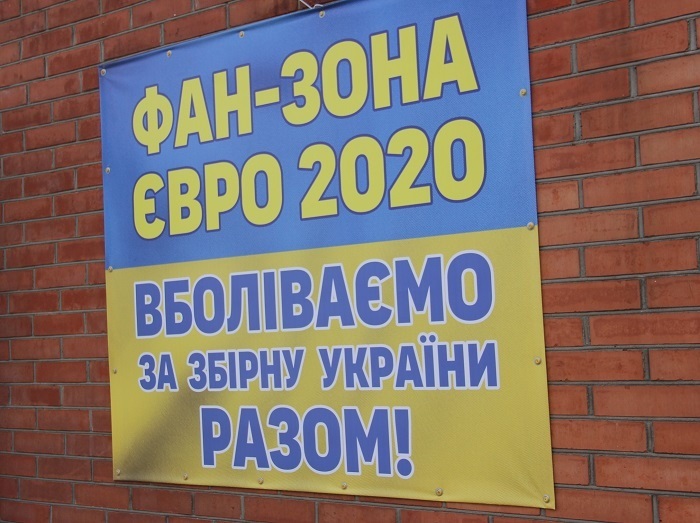 ФАН-ЗОНА
ЄВРО 2020
ВБОЛІВАЄМО
ЗА ЗБІРНУ УКРАЇНИ
РАЗОМ!